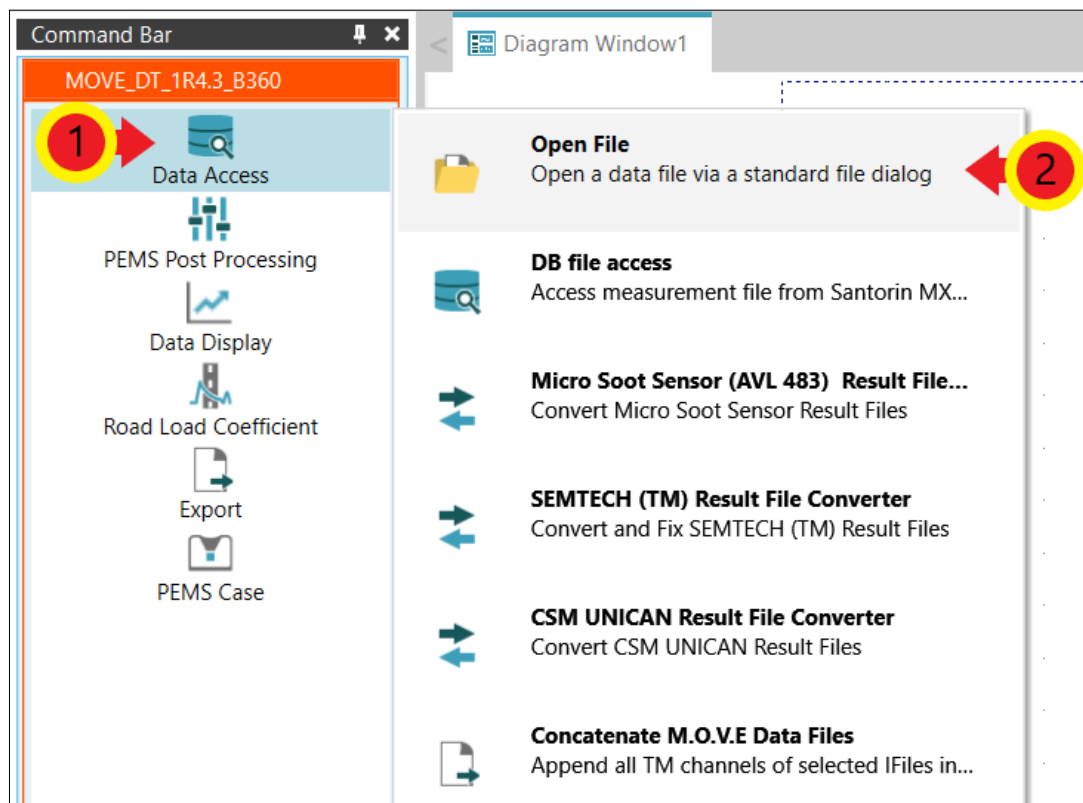 Command Bar
< Diagram Window1
MOVE_DT_1R4.3_B360
1
Data Access
PEMS Post Processing
Data Display
Road Load Coefficient
Export
PEMS Case
Open File
Open a data file via a standard file dialog
2
DB file access
Access measurement file from Santorin MX...
Micro Soot Sensor (AVL 483)  Result File...
Convert Micro Soot Sensor Result Files
SEMTECH (TM) Result File Converter
Convert and Fix SEMTECH (TM) Result Files
CSM UNICAN Result File Converter
Convert CSM UNICAN Result Files
Concatenate M.O.V.E Data Files
Append all TM channels of selected IFiles in...